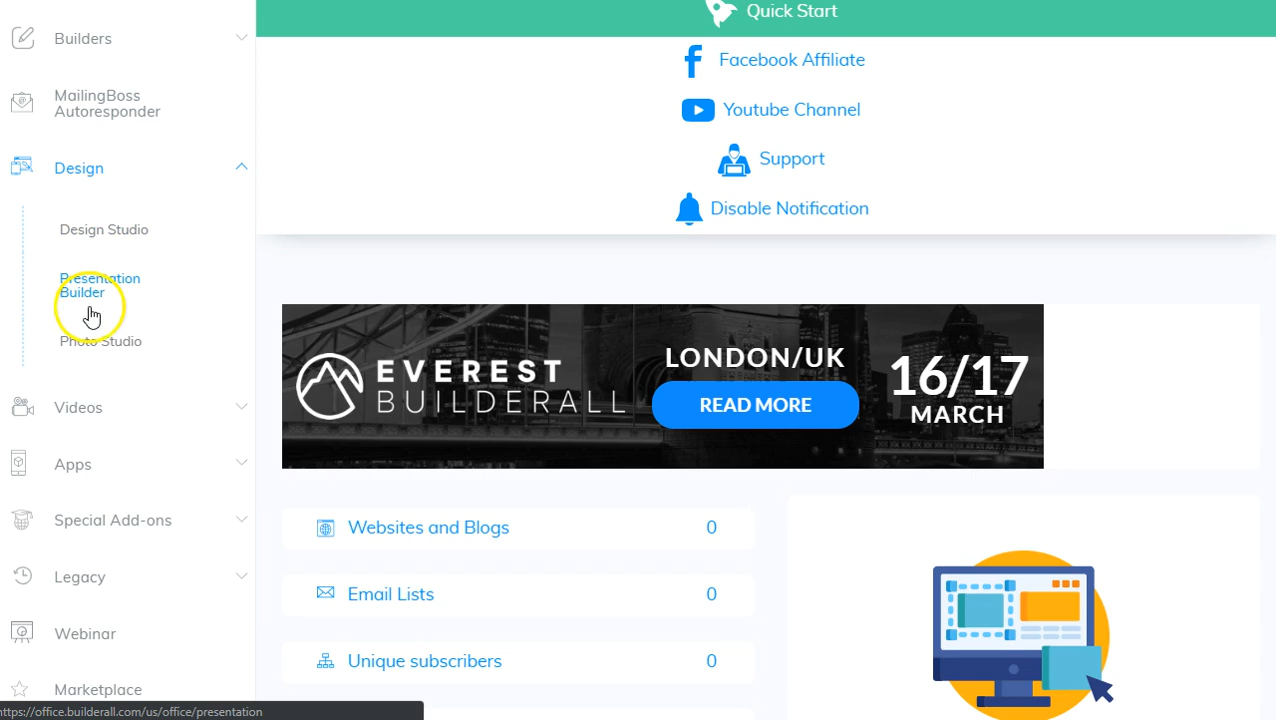 Builders
MailingBoss
Autoresponder
Design
Design Studio
Presentation
Builder
Photo Studio
Videos
Apps
Special Add-ons
Legacy
Webinar
Marketplace
https://office.builderall.com/us/office/presentation
Quick Start
Facebook Affiliate
Youtube Channel
Support
Disable Notification
EVEREST
BUILDERALL
LONDON/UK
READ MORE
16/17
MARCH
Websites and Blogs 0
Email Lists 0
Unique subscribers 0